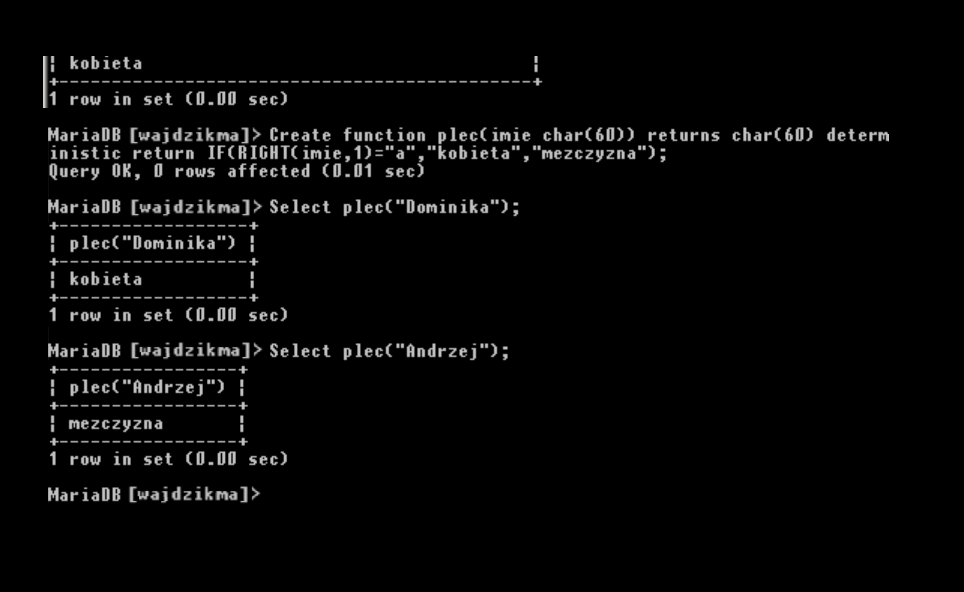 ¦ kobieta                                      ¦
+----------------------------------------------+
1 row in set (0.00 sec)
MariaDB [wajdzikma]> Create function plec(imie char(60)) returns char(60) determ
inistic return IF(RIGHT(imie,1)="a","kobieta","mezczyzna");
Query OK, 0 rows affected (0.01 sec)
MariaDB [wajdzikma]> Select plec("Dominika");
+------------------+
¦ plec("Dominika") ¦
+------------------+
¦ kobieta          ¦
+------------------+
1 row in set (0.00 sec)
MariaDB [wajdzikma]> Select plec("Andrzej");
+-----------------+
¦ plec("Andrzej") ¦
+-----------------+
¦ mezczyzna       ¦
+-----------------+
1 row in set (0.00 sec)
MariaDB [wajdzikma]>